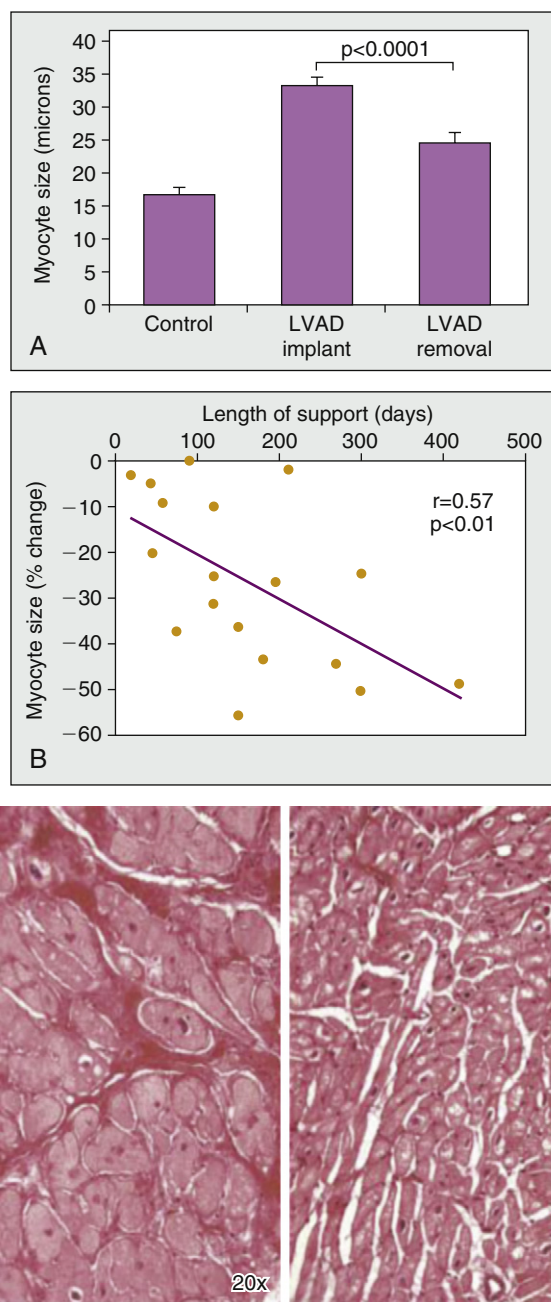 Myocyte size (microns)
40
35
30
25
20
15
10
5
0
p<0.0001
Control
LVAD
implant
LVAD
removal
A
Length of support (days)
0
100
200
300
400
500
Myocyte size (% change)
0
−10
−20
−30
−40
−50
−60
r=0.57
p<0.01
B
20x